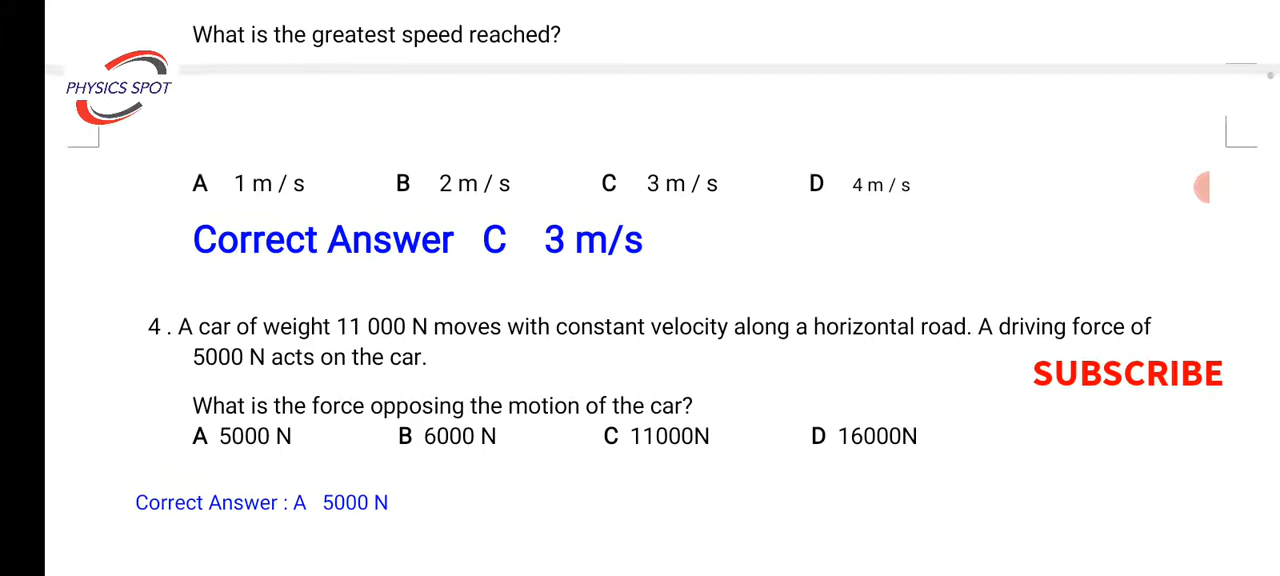 What is the greatest speed reached?
PHYSICS SPOT
A 1 m / s B 2 m / s C 3 m / s D 4 m / s
Correct Answer C 3 m/s
4 . A car of weight 11 000 N moves with constant velocity along a horizontal road. A driving force of
5000 N acts on the car.
SUBSCRIBE
What is the force opposing the motion of the car?
A 5000 N B 6000 N C 11000N D 16000N
Correct Answer : A 5000 N